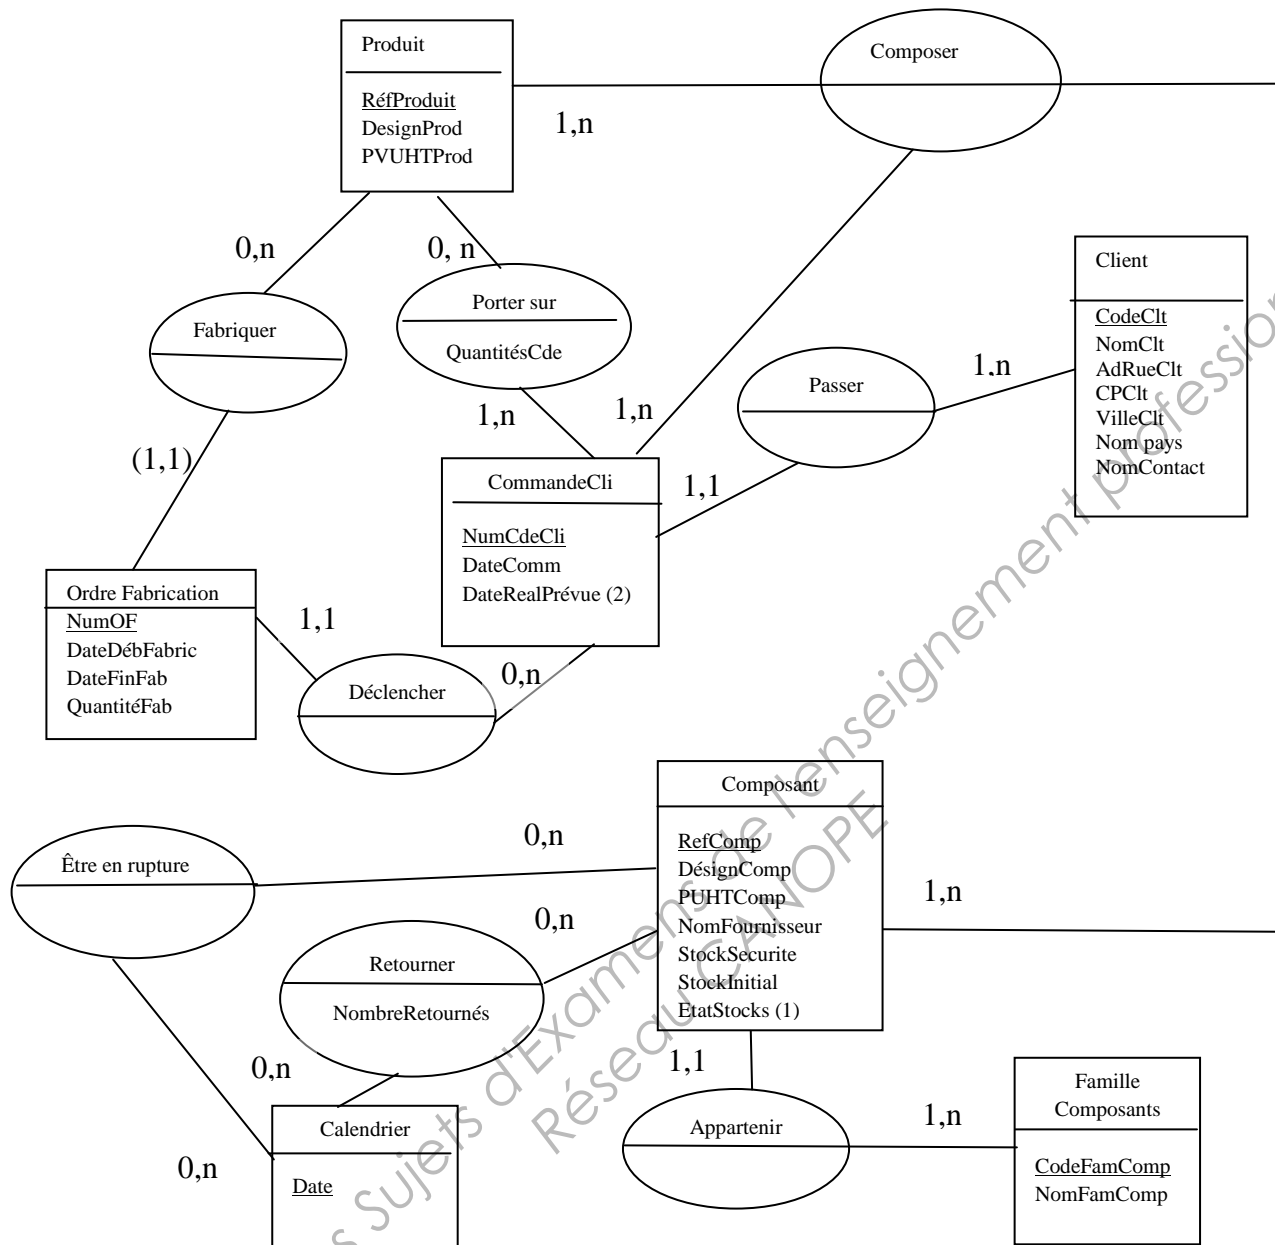 Produit
RéfProduit
DesignProd
PVUHTProd
Composer
1,n
0,n
0, n
Client
CodeClt
NomClt
AdRueClt
CPClt
VilleClt
Nom pays
NomContact
Porter sur
QuantitésCde
Fabriquer
Passer
1,n
1,n
1,n
(1,1)
CommandeCli
NumCdeCli
DateComm
DateRealPrévue (2)
1,1
Ordre Fabrication
NumOF
DateDébFabric
DateFinFab
QuantitéFab
1,1
0,n
Déclencher
Composant
RefComp
DésignComp
PUHTComp
NomFournisseur
StockSecurite
StockInitial
EtatStocks (1)
0,n
Être en rupture
1,n
0,n
Retourner
NombreRetournés
0,n
1,1
Famille
Composants
CodeFamComp
NomFamComp
1,n
Appartenir
Calendrier
Date
0,n
s Sujets d'Examens de l'enseignement profession
Réseau CANOPE